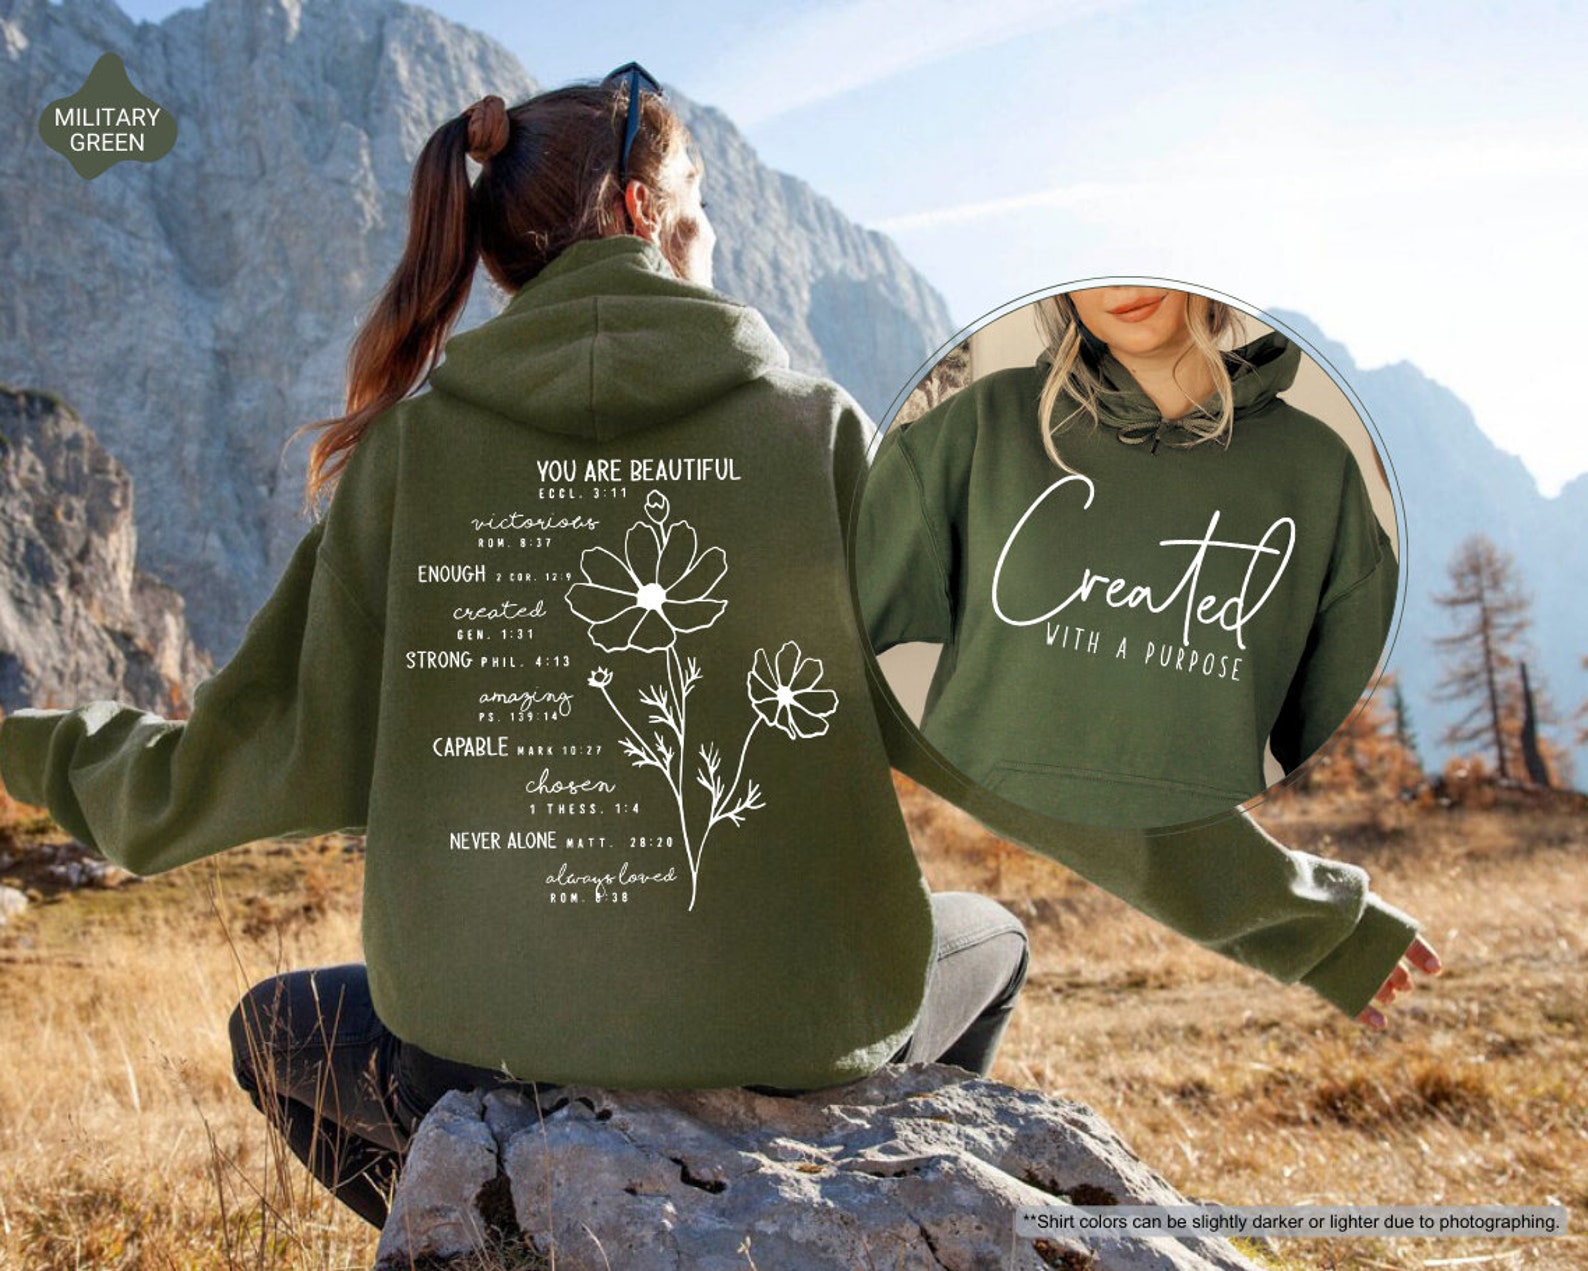 MILITARY
GREEN
YOU ARE BEAUTIFUL
ECCL. 3:11
victorious
ROM. 8:37
ENOUGH 2 COR. 12:9
created
GEN. 1:31
STRONG PHIL. 4:13
amazing
PS. 139:14
CAPABLE MARK 10:27
chosen
1 THESS. 1:4
NEVER ALONE MATT. 28:20
always loved
ROM. 8:38
Created
WITH A PURPOSE
**Shirt colors can be slightly darker or lighter due to photographing.